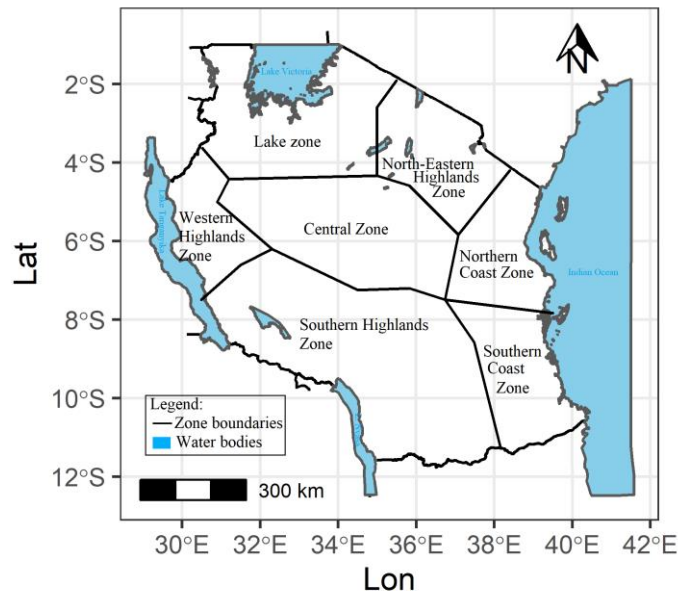 N
Lake Victoria
2°S
Lake zone
4°S
North-Eastern
Highlands
Zone
Lake Tanganyika
Western
Highlands
Zone
Central Zone
6°S
Northern
Coast Zone
Indian Ocean
8°S
Southern Highlands
Zone
Southern
Coast
Zone
10°S
Legend:
Zone boundaries
Water bodies
12°S
300 km
30°E
32°E
34°E
36°E
38°E
40°E
42°E
Lat
Lon